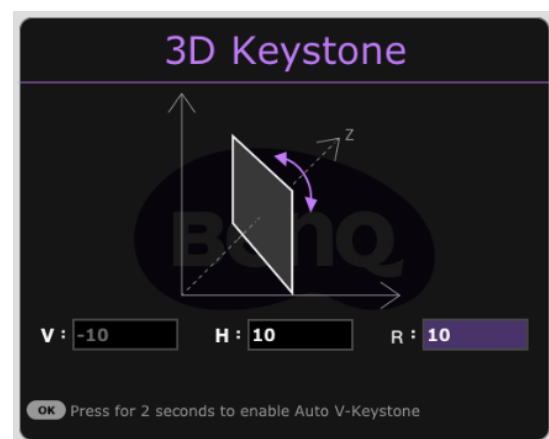 3D Keystone
Z
BenQ
V : -10 H : 10 R : 10
OK Press for 2 seconds to enable Auto V-Keystone